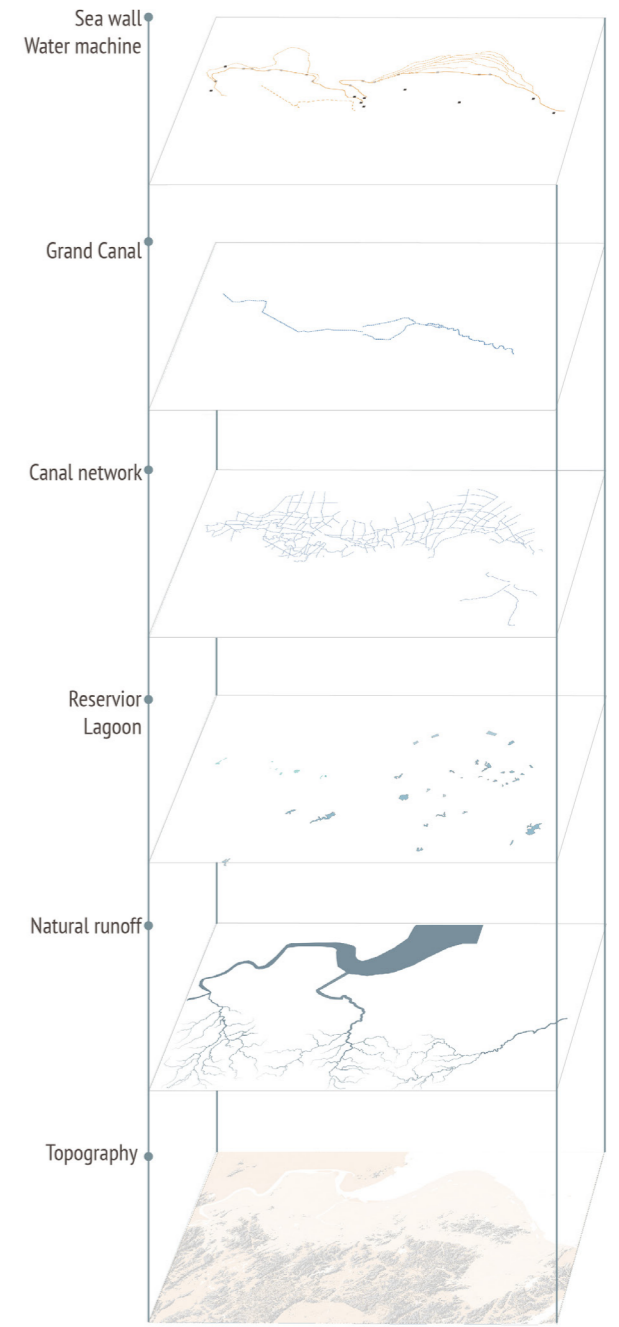 Sea wall
Water machine
Grand Canal
Canal network
Reservior
Lagoon
Natural runoff
Topography